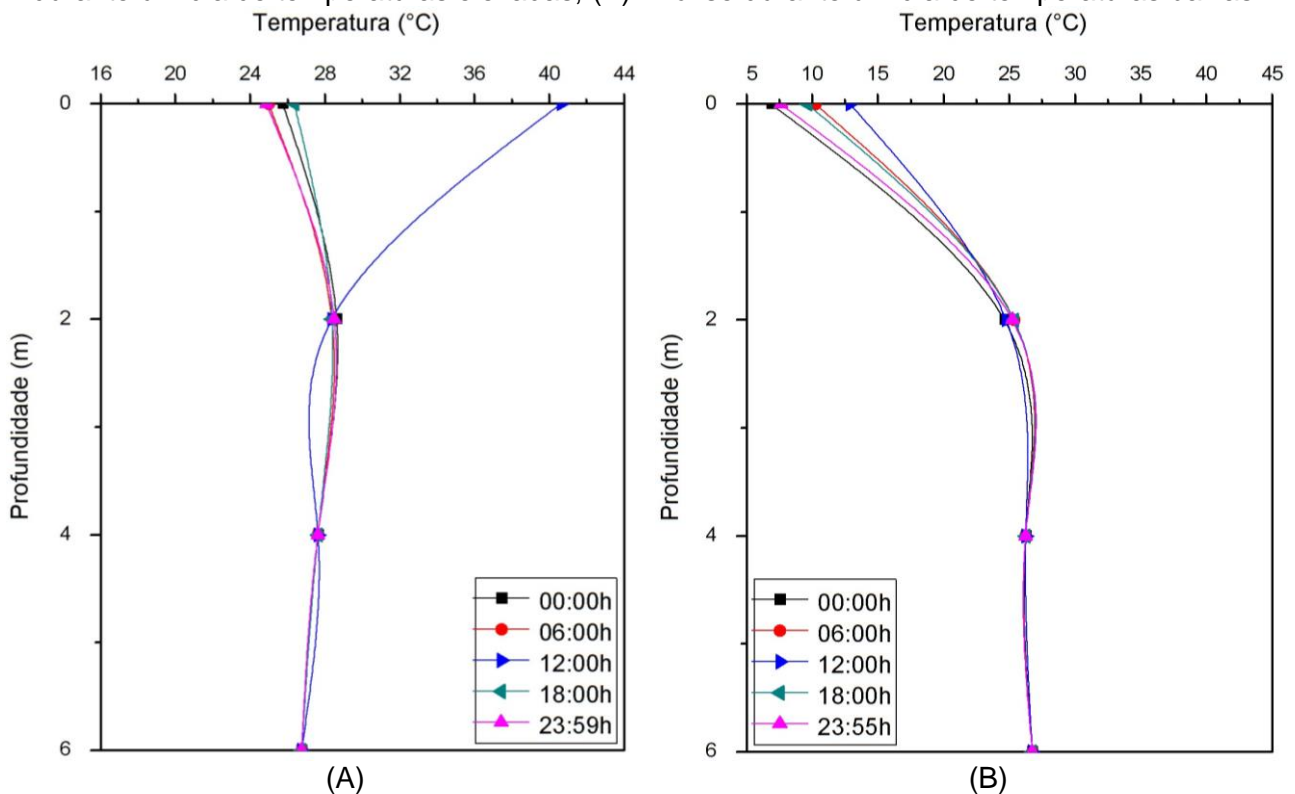 Temperatura (°C)
16 20 24 28 32 36 40 44
0
2
4
6
Profundidade (m)
00:00h
06:00h
12:00h
18:00h
23:59h
(A)
Temperatura (°C)
5 10 15 20 25 30 35 40 45
0
2
4
6
Profundidade (m)
00:00h
06:00h
12:00h
18:00h
23:55h
(B)